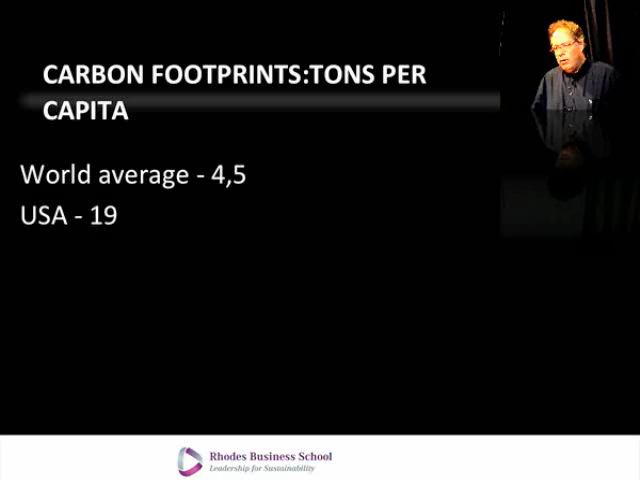 CARBON FOOTPRINTS:TONS PER
CAPITA
World average - 4,5
USA - 19
Rhodes Business School
Leadership for Sustainability